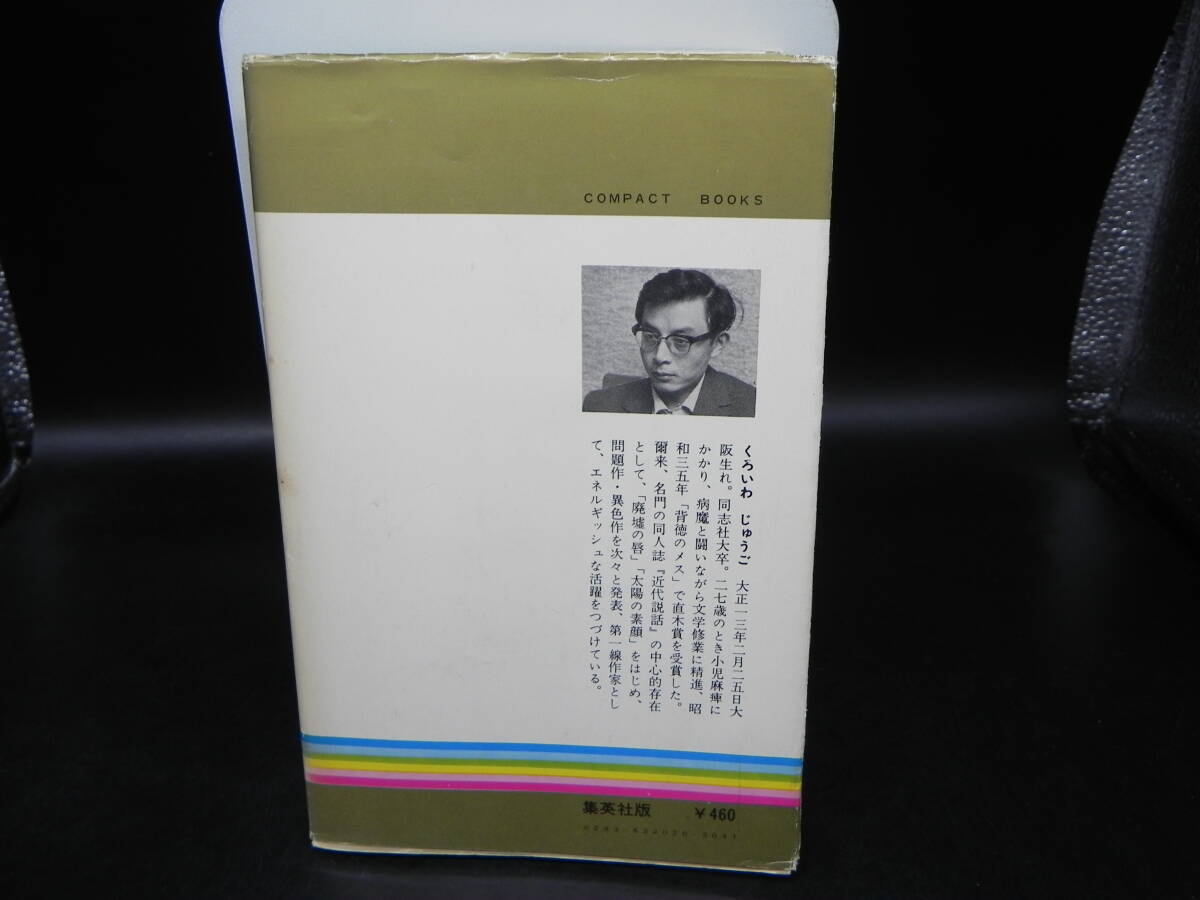 COMPACT BOOKS
くろいわ じゅうご 大正一三年二月二五日大
阪生れ。同志社大卒。二七歳のとき小児麻痺に
かかり、病魔と闘いながら文学修業に精進、昭
和三五年「背徳のメス」で直木賞を受賞した。
爾来、名門の同人誌『近代説話』の中心的存在
として、「廃墟の唇」「太陽の素顔」をはじめ、
問題作・異色作を次々と発表、第一線作家とし
て、エネルギッシュな活躍をつづけている。
集英社版 ¥460